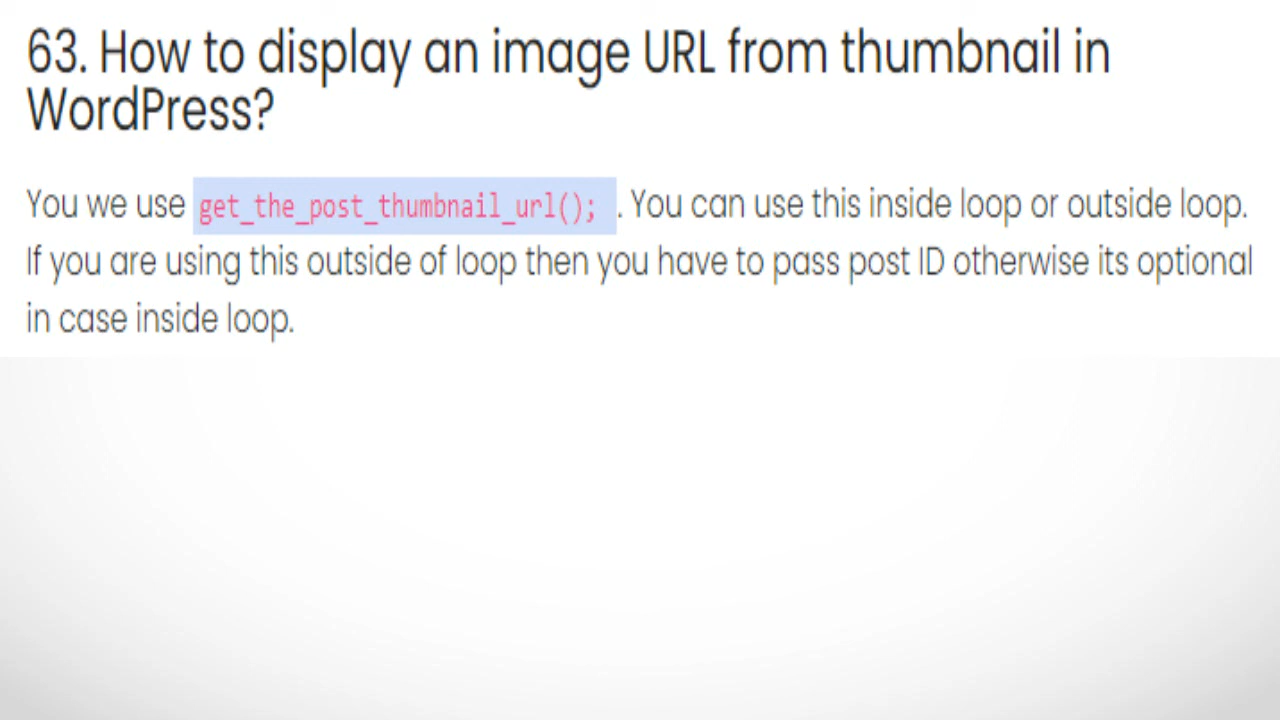 63. How to display an image URL from thumbnail in
WordPress?
You we use get_the_post_thumbnail_url(); . You can use this inside loop or outside loop.
If you are using this outside of loop then you have to pass post ID otherwise its optional
in case inside loop.